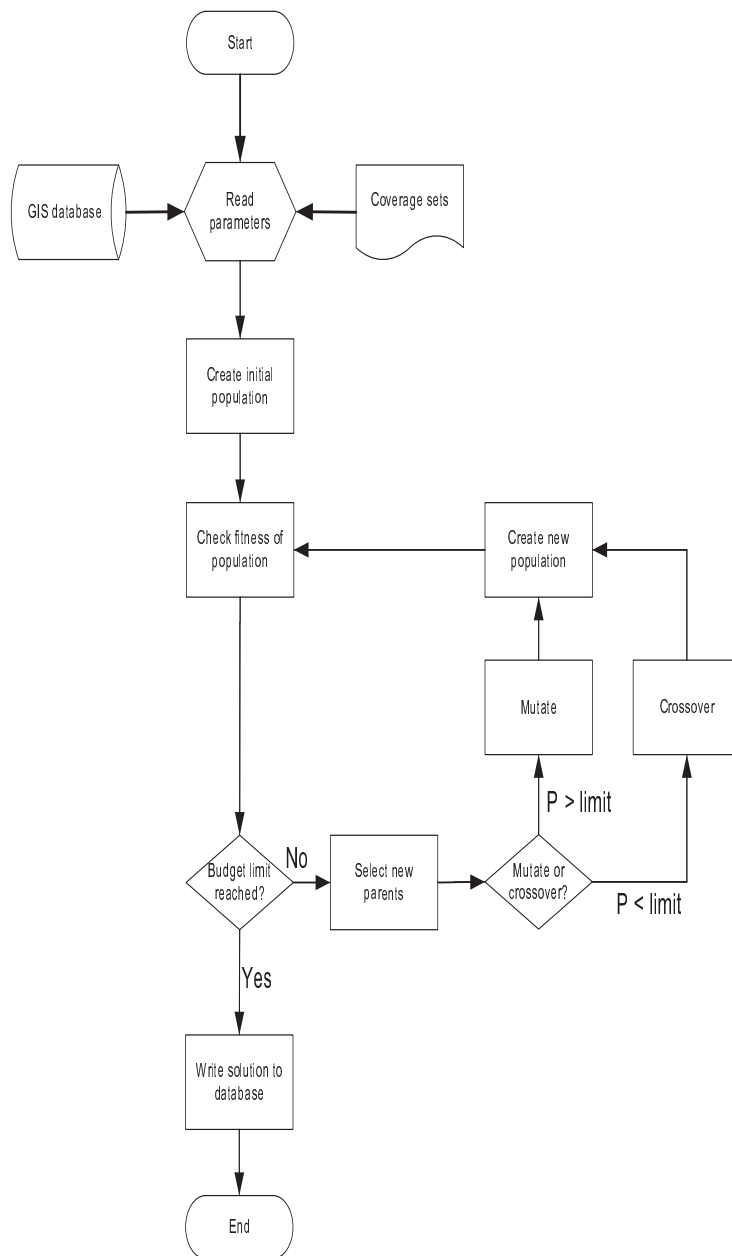 Start
GIS database
Read
parameters
Coverage sets
Create initial
population
Check fitness of
population
Create new
population
Mutate
Crossover
P > limit
Budget limit
reached?
No
Select new
parents
Mutate or
crossover?
P < limit
Yes
Write solution to
database
End